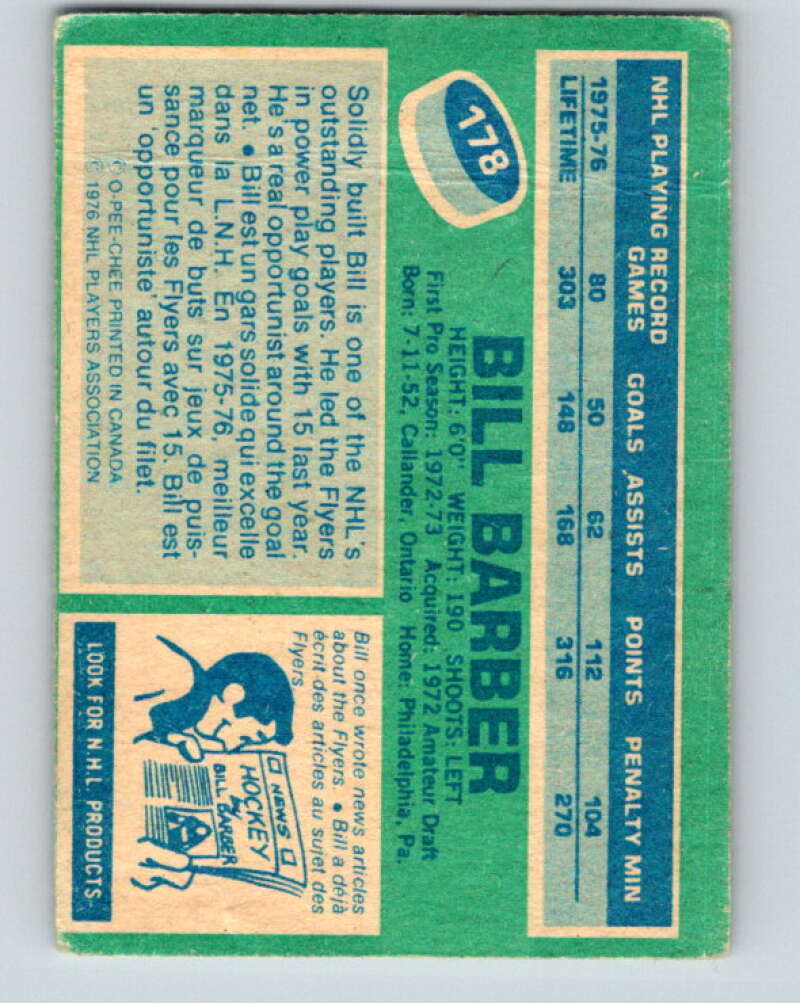 NHL PLAYING RECORD
GAMES GOALS ASSISTS POINTS PENALTY MIN
1975-76 80 50 62 112 104
LIFETIME 303 148 168 316 270
178
BILL BARBER
HEIGHT: 6'0" WEIGHT: 190 SHOOTS: LEFT
First Pro Season: 1972-73 Acquired: 1972 Amateur Draft
Born: 7-11-52, Callander, Ontario Home: Philadelphia, Pa.
Solidly built Bill is one of the NHL's
outstanding players. He led the Flyers
in power play goals with 15 last year.
He's a real opportunist around the goal
net. • Bill est un gars solide qui excelle
dans la L.N.H. En 1975-76, meilleur
marqueur de buts sur jeux de puis-
sance pour les Flyers avec 15. Bill est
un 'opportuniste' autour du filet.
© O-PEE-CHEE PRINTED IN CANADA
© 1976 NHL PLAYERS ASSOCIATION
Bill once wrote news articles
about the Flyers. • Bill a déjà
écrit des articles au sujet des
Flyers
NEWS
HOCKEY
by
BILL BARBER
LOOK FOR N.H.L. PRODUCTS